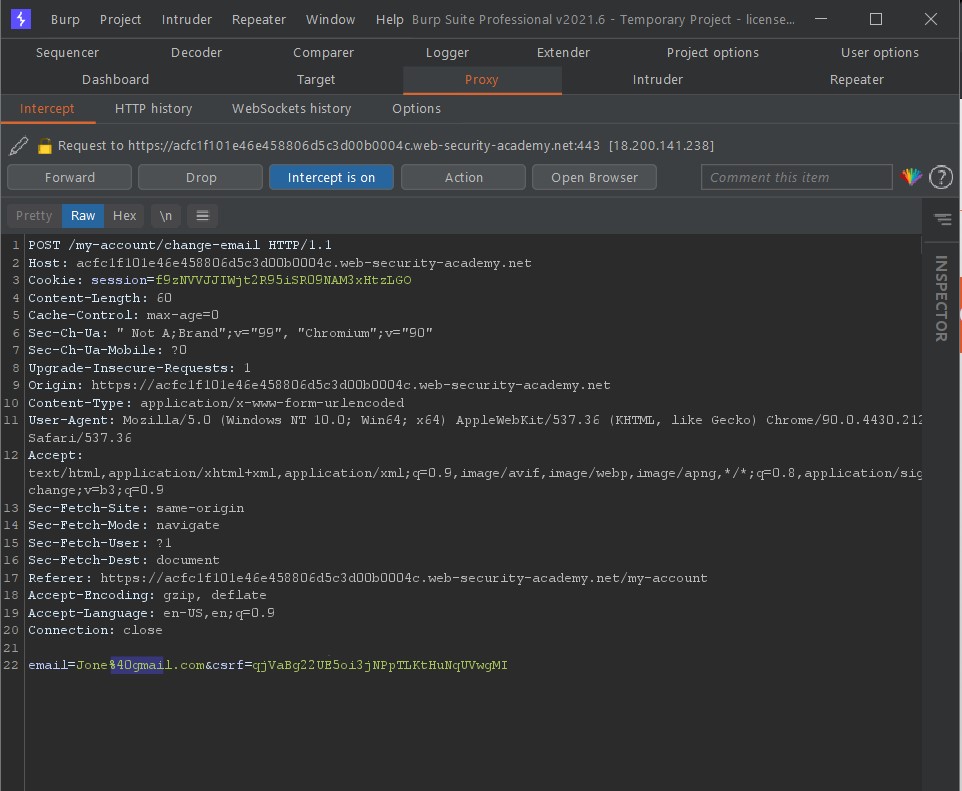 Burp Project Intruder Repeater Window Help Burp Suite Professional v2021.6 - Temporary Project - license...
Sequencer Decoder Comparer Logger Extender Project options User options
Dashboard Target Proxy Intruder Repeater
Intercept HTTP history WebSockets history Options
Request to https://acfc1f101e46e458806d5c3d00b0004c.web-security-academy.net:443 [18.200.141.238]
Forward Drop Intercept is on Action Open Browser Comment this item ?
Pretty Raw Hex \n
INSPECTOR
1 POST /my-account/change-email HTTP/1.1
2 Host: acfc1f101e46e458806d5c3d00b0004c.web-security-academy.net
3 Cookie: session=f9zNVVJJIWjt2R95iSR09NAM3xHtzLGO
4 Content-Length: 60
5 Cache-Control: max-age=0
6 Sec-Ch-Ua: " Not A;Brand";v="99", "Chromium";v="90"
7 Sec-Ch-Ua-Mobile: ?0
8 Upgrade-Insecure-Requests: 1
9 Origin: https://acfc1f101e46e458806d5c3d00b0004c.web-security-academy.net
10 Content-Type: application/x-www-form-urlencoded
11 User-Agent: Mozilla/5.0 (Windows NT 10.0; Win64; x64) AppleWebKit/537.36 (KHTML, like Gecko) Chrome/90.0.4430.212
Safari/537.36
12 Accept:
text/html,application/xhtml+xml,application/xml;q=0.9,image/avif,image/webp,image/apng,*/*;q=0.8,application/sig
change;v=b3;q=0.9
13 Sec-Fetch-Site: same-origin
14 Sec-Fetch-Mode: navigate
15 Sec-Fetch-User: ?1
16 Sec-Fetch-Dest: document
17 Referer: https://acfc1f101e46e458806d5c3d00b0004c.web-security-academy.net/my-account
18 Accept-Encoding: gzip, deflate
19 Accept-Language: en-US,en;q=0.9
20 Connection: close
21
22 email=Jone%40gmail.com&csrf=qjVaBg22UE5oi3jNPpTLKtHuNqUVwgMI